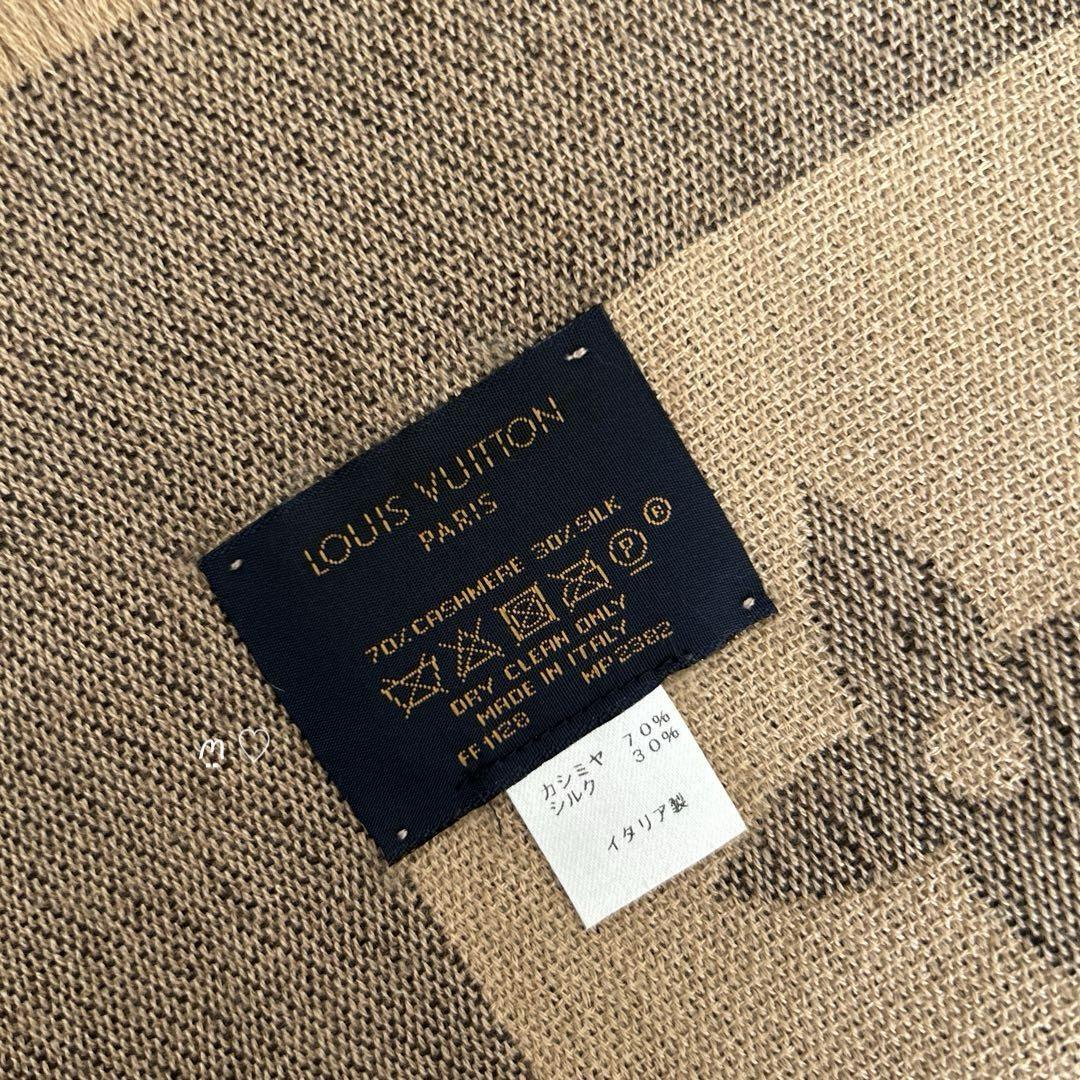 LOUIS VUITTON
PARIS
70% CASHMERE 30% SILK
P ®
DRY CLEAN ONLY
MADE IN ITALY
FF1128 MP2382
カシミヤ 70%
シルク 30%
イタリア製
m♡